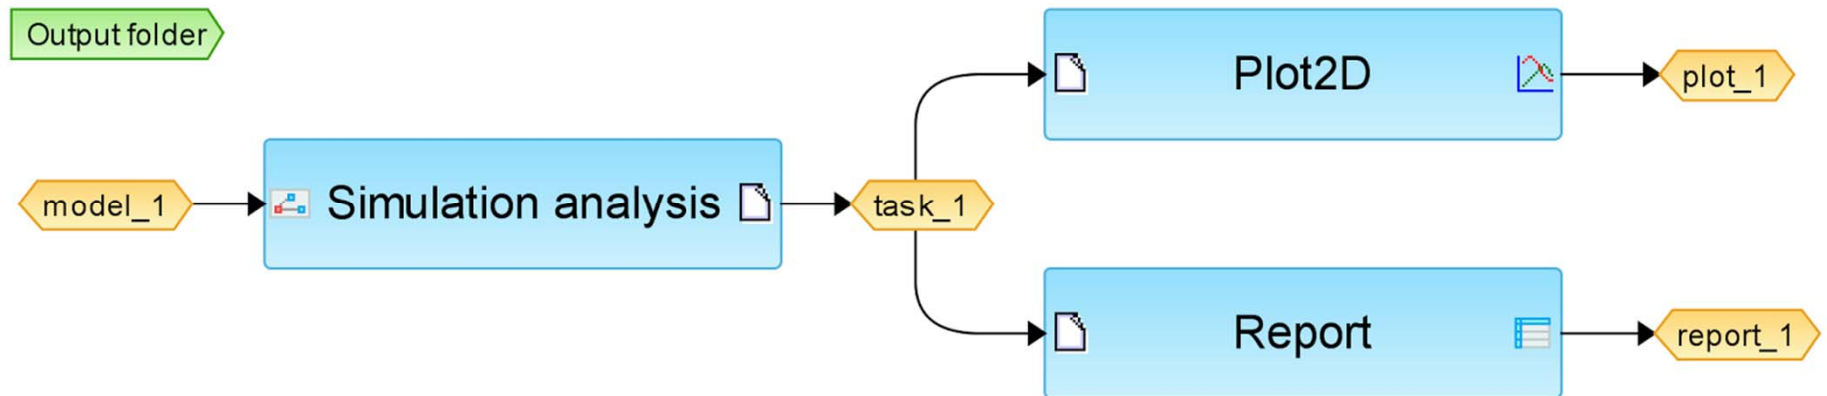 Output folder
Plot2D
plot_1
model_1
Simulation analysis
task_1
Report
report_1